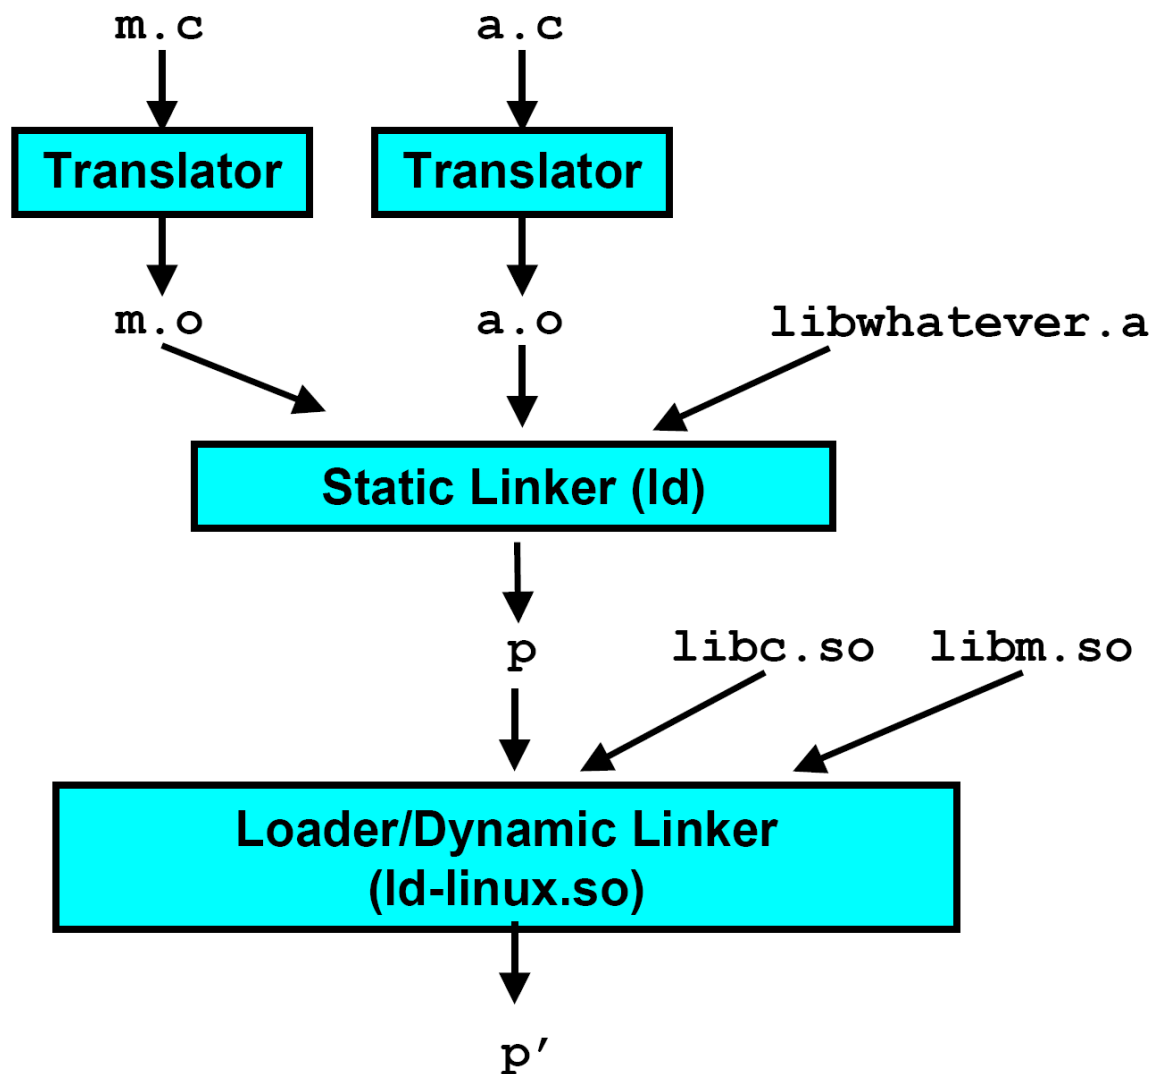 m.c a.c
Translator Translator
m.o a.o libwhatever.a
Static Linker (ld)
p libc.so libm.so
Loader/Dynamic Linker
(ld-linux.so)
p’